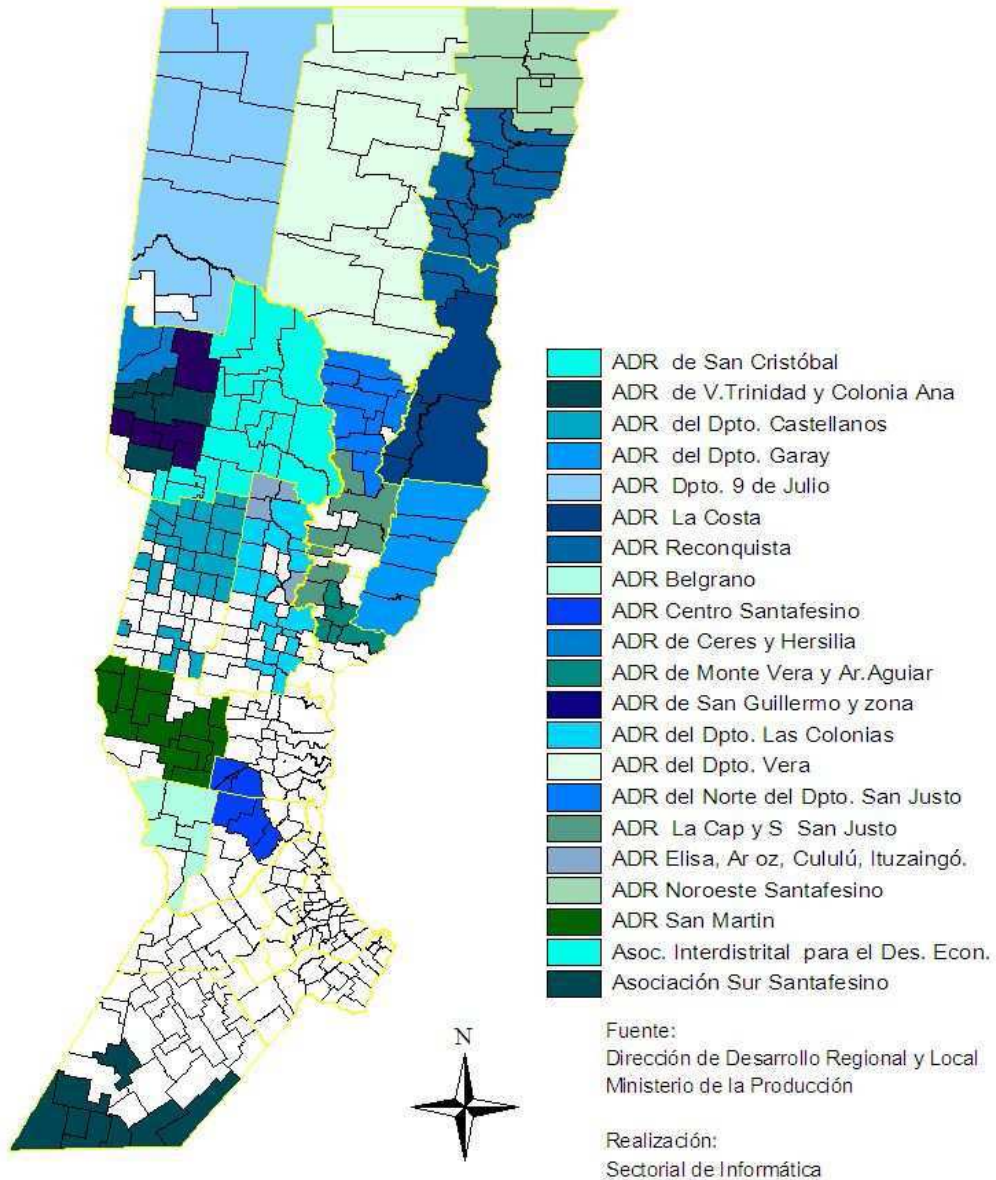 ADR de San Cristóbal
ADR de V.Trinidad y Colonia Ana
ADR del Dpto. Castellanos
ADR del Dpto. Garay
ADR Dpto. 9 de Julio
ADR La Costa
ADR Reconquista
ADR Belgrano
ADR Centro Santafesino
ADR de Ceres y Hersilia
ADR de Monte Vera y Ar.Aguiar
ADR de San Guillermo y zona
ADR del Dpto. Las Colonias
ADR del Dpto. Vera
ADR del Norte del Dpto. San Justo
ADR La Cap y S San Justo
ADR Elisa, Ar oz, Cululú, Ituzaingó.
ADR Noroeste Santafesino
ADR San Martin
Asoc. Interdistrital para el Des. Econ.
Asociación Sur Santafesino
N
Fuente:
Dirección de Desarrollo Regional y Local
Ministerio de la Producción
Realización:
Sectorial de Informática